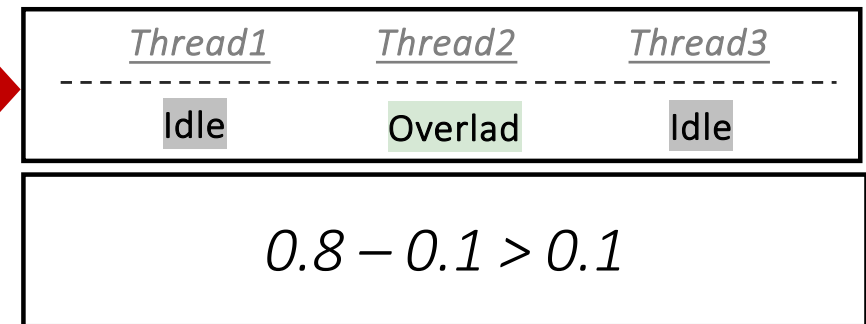 Thread1 Thread2 Thread3
Idle Overlad Idle
0.8 – 0.1 > 0.1